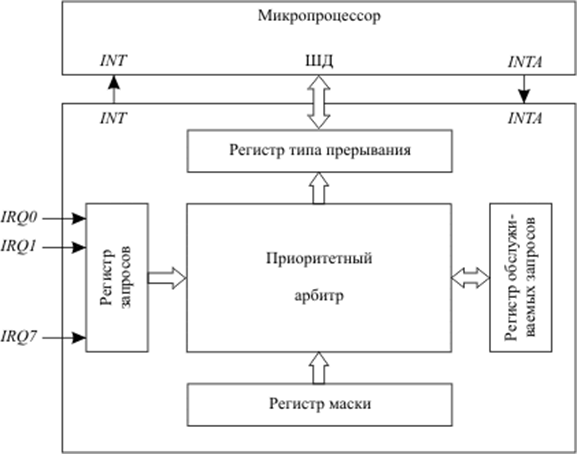 Микропроцессор
INT
ШД
INTA
INT
INTA
Регистр типа прерывания
IRQ0
IRQ1
IRQ7
Регистр
запросов
Приоритетный
арбитр
Регистр обслужи-
ваемых запросов
Регистр маски